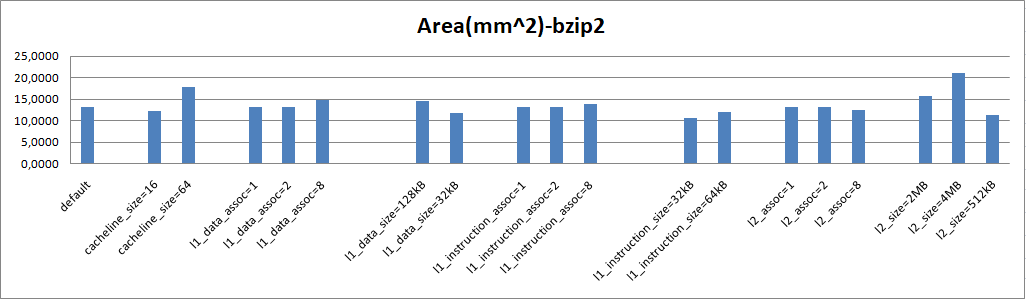 Area(mm^2)-bzip2
25,0000
20,0000
15,0000
10,0000
5,0000
0,0000
default
cacheline_size=16
cacheline_size=64
l1_data_assoc=1
l1_data_assoc=2
l1_data_assoc=8
l1_data_size=128kB
l1_data_size=32kB
l1_instruction_assoc=1
l1_instruction_assoc=2
l1_instruction_assoc=8
l1_instruction_size=32kB
l1_instruction_size=64kB
l2_assoc=1
l2_assoc=2
l2_assoc=8
l2_size=2MB
l2_size=4MB
l2_size=512kB